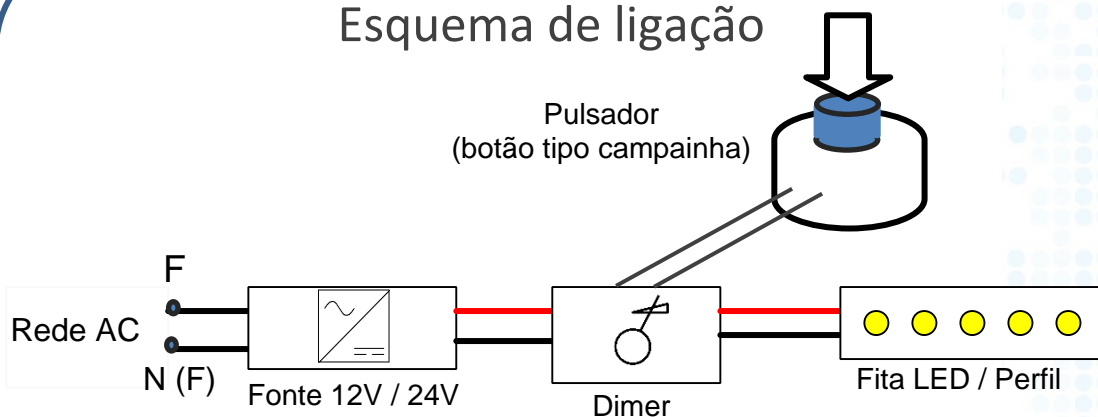 Esquema de ligação
Pulsador
(botão tipo campainha)
F
Rede AC
N (F)
Fonte 12V / 24V
Dimer
Fita LED / Perfil